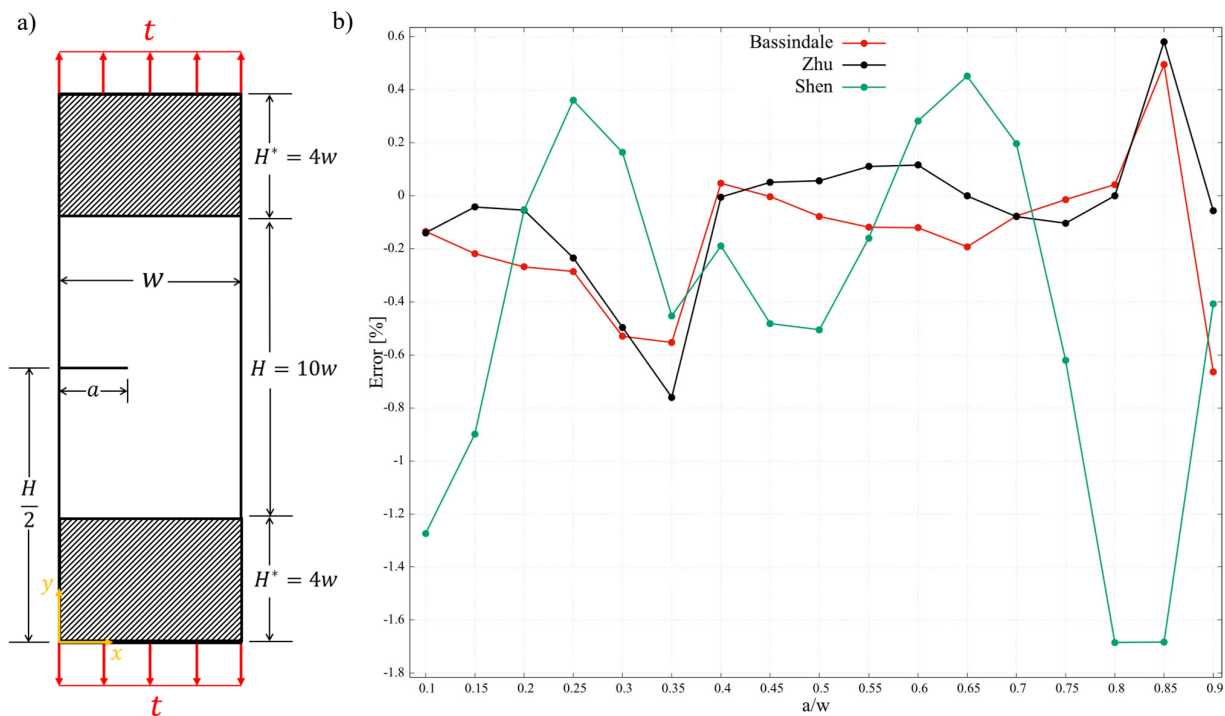 a)
t
H* = 4w
w
H = 10w
a
H
2
H* = 4w
y
x
t
b)
Bassindale
Zhu
Shen
Error [%]
0.6
0.4
0.2
0
-0.2
-0.4
-0.6
-0.8
-1
-1.2
-1.4
-1.6
-1.8
0.1 0.15 0.2 0.25 0.3 0.35 0.4 0.45 0.5 0.55 0.6 0.65 0.7 0.75 0.8 0.85 0.9
a/w